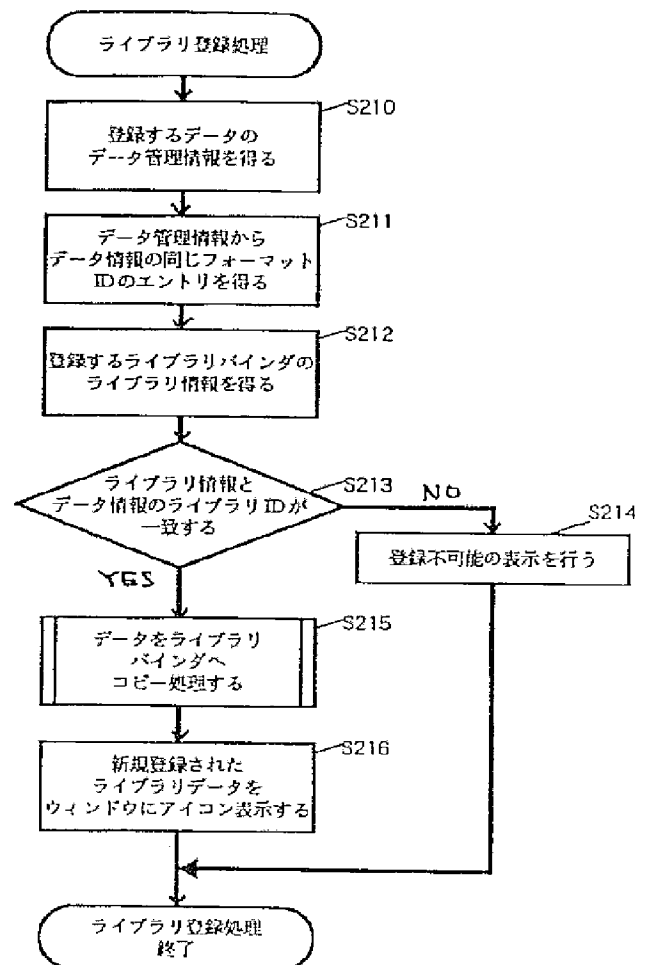 ライブラリ登録処理
S210
登録するデータの
データ管理情報を得る
S211
データ管理情報から
データ情報の同じフォーマット
IDのエントリを得る
S212
登録するライブラリバインダの
ライブラリ情報を得る
S213
ライブラリ情報と
データ情報のライブラリIDが
一致する
NO
YES
S214
登録不可能の表示を行う
S215
データをライブラリ
バインダへ
コピー処理する
S216
新規登録された
ライブラリデータを
ウィンドウにアイコン表示する
ライブラリ登録処理
終了